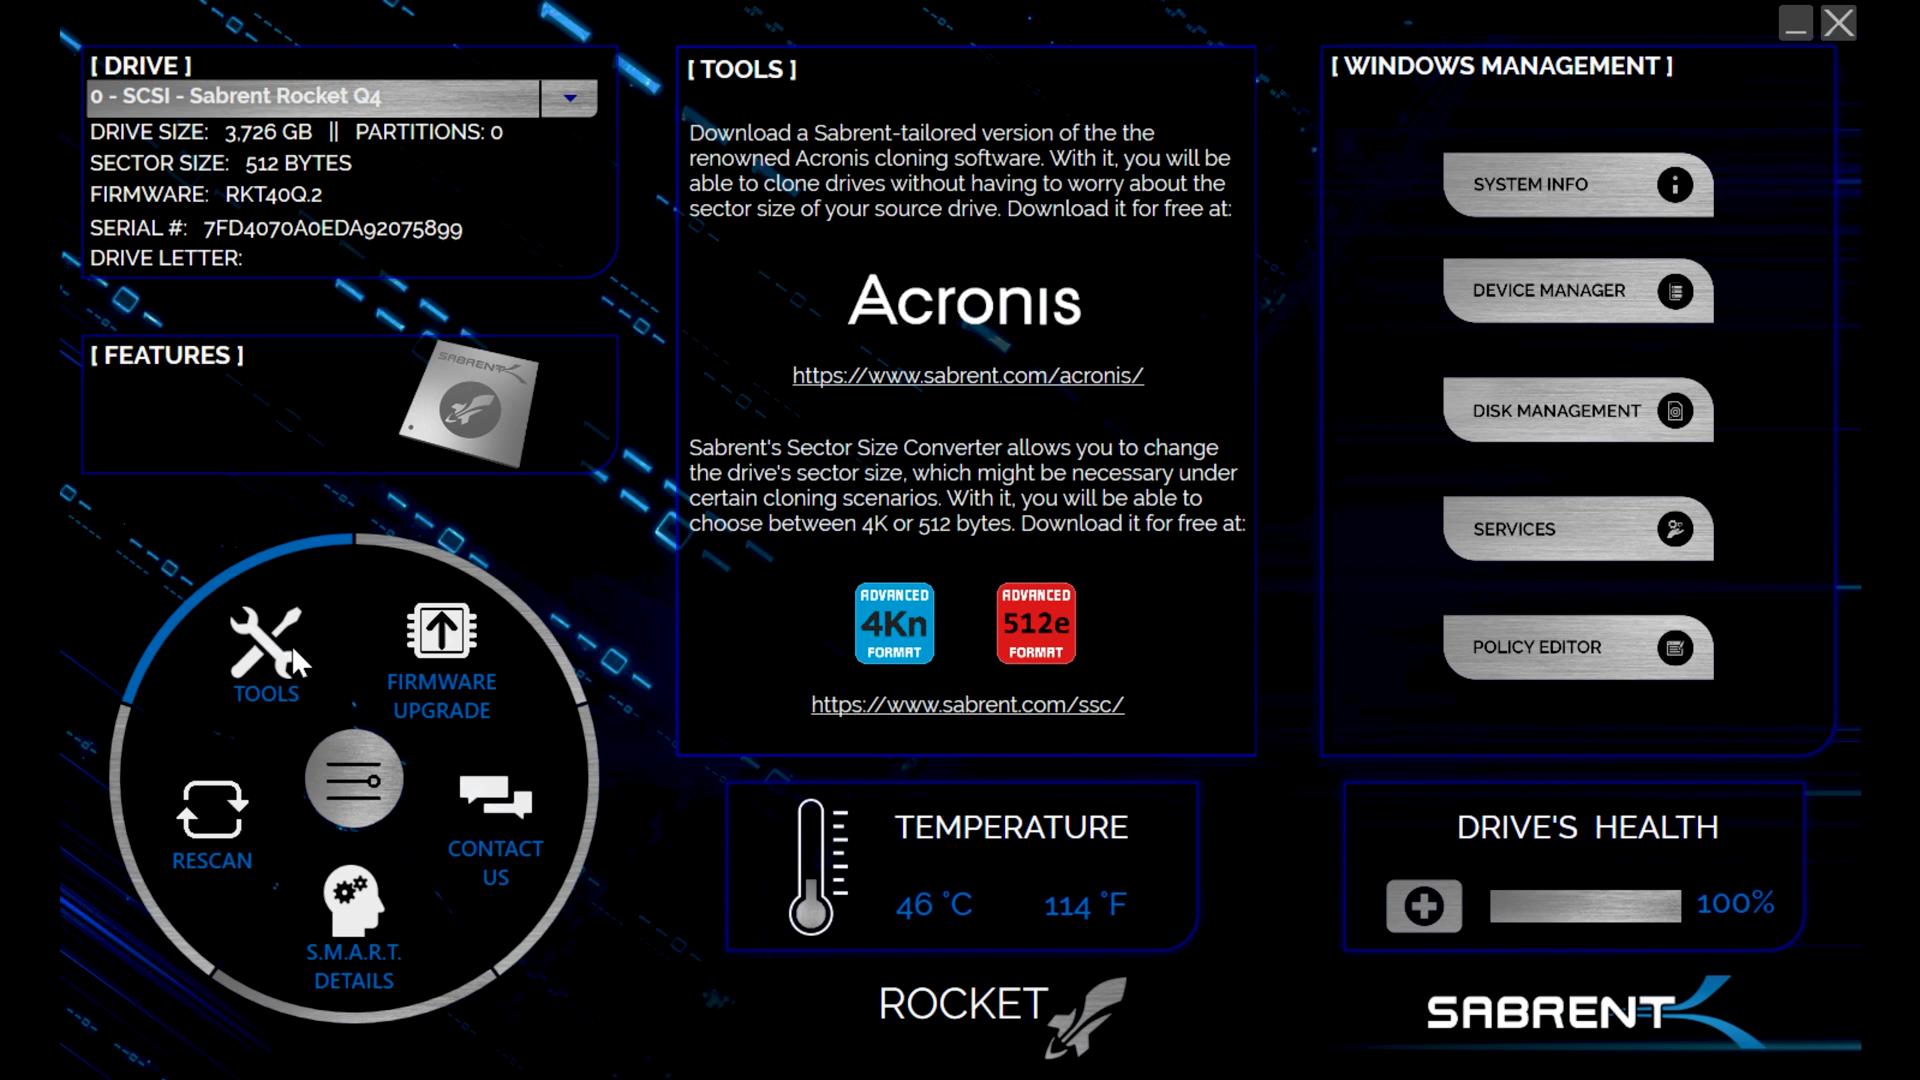 [ DRIVE ]
0 - SCSI - Sabrent Rocket Q4
DRIVE SIZE: 3,726 GB || PARTITIONS: 0
SECTOR SIZE: 512 BYTES
FIRMWARE: RKT40Q.2
SERIAL #: 7FD4070A0EDA92075899
DRIVE LETTER:
[ FEATURES ]
SABRENT
TOOLS
FIRMWARE
UPGRADE
RESCAN
CONTACT
US
S.M.A.R.T.
DETAILS
[ TOOLS ]
Download a Sabrent-tailored version of the the
renowned Acronis cloning software. With it, you will be
able to clone drives without having to worry about the
sector size of your source drive. Download it for free at:
Acronis
https://www.sabrent.com/acronis/
Sabrent's Sector Size Converter allows you to change
the drive's sector size, which might be necessary under
certain cloning scenarios. With it, you will be able to
choose between 4K or 512 bytes. Download it for free at:
ADVANCED
4Kn
FORMAT
ADVANCED
512e
FORMAT
https://www.sabrent.com/ssc/
TEMPERATURE
46 °C 114 °F
ROCKET
[ WINDOWS MANAGEMENT ]
SYSTEM INFO
DEVICE MANAGER
DISK MANAGEMENT
SERVICES
POLICY EDITOR
DRIVE'S HEALTH
100%
SABRENT